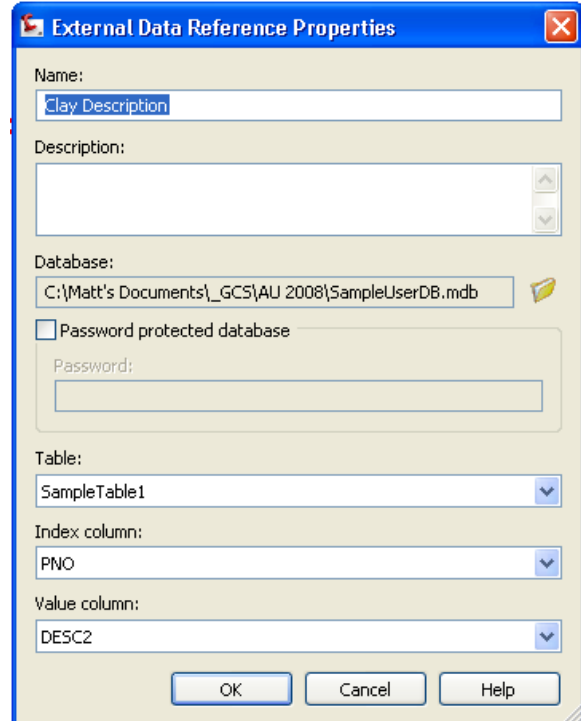 External Data Reference Properties
Name:
Clay Description
Description:
Database:
C:\Matt's Documents\_GCS\AU 2008\SampleUserDB.mdb
Password protected database
Password:
Table:
SampleTable1
Index column:
PNO
Value column:
DESC2
OK Cancel Help